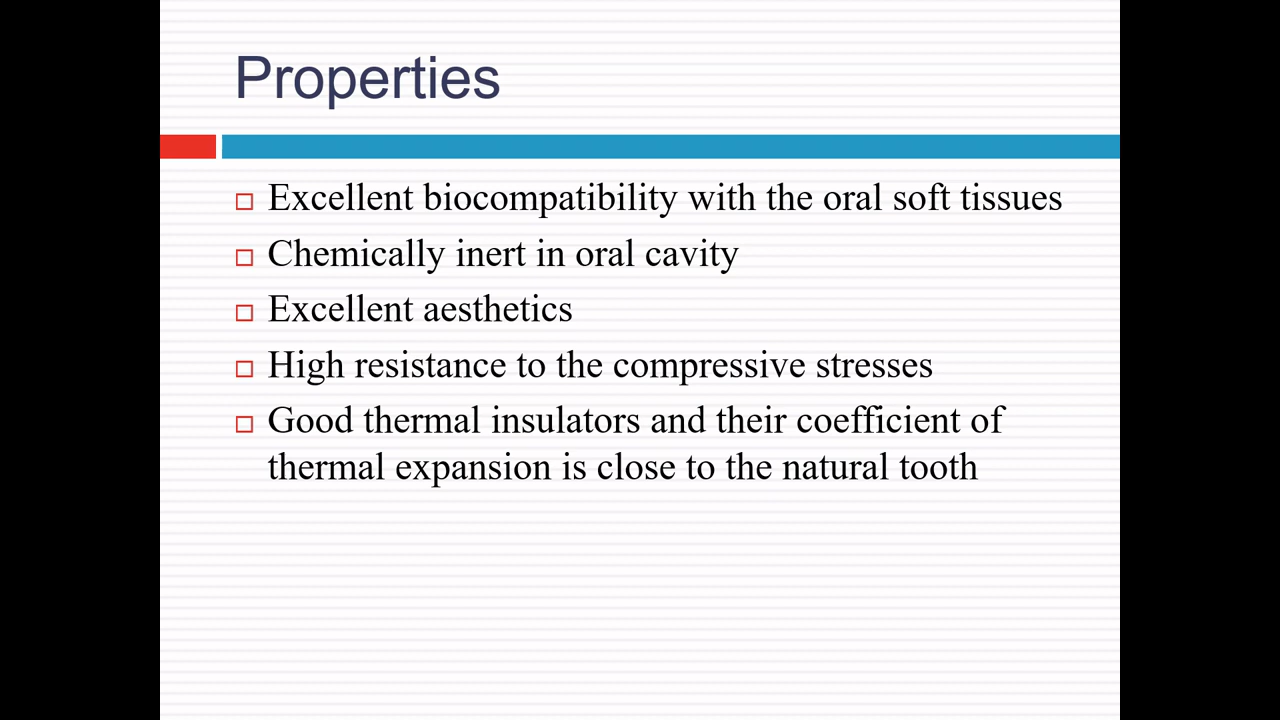 Properties
Excellent biocompatibility with the oral soft tissues
Chemically inert in oral cavity
Excellent aesthetics
High resistance to the compressive stresses
Good thermal insulators and their coefficient of
thermal expansion is close to the natural tooth